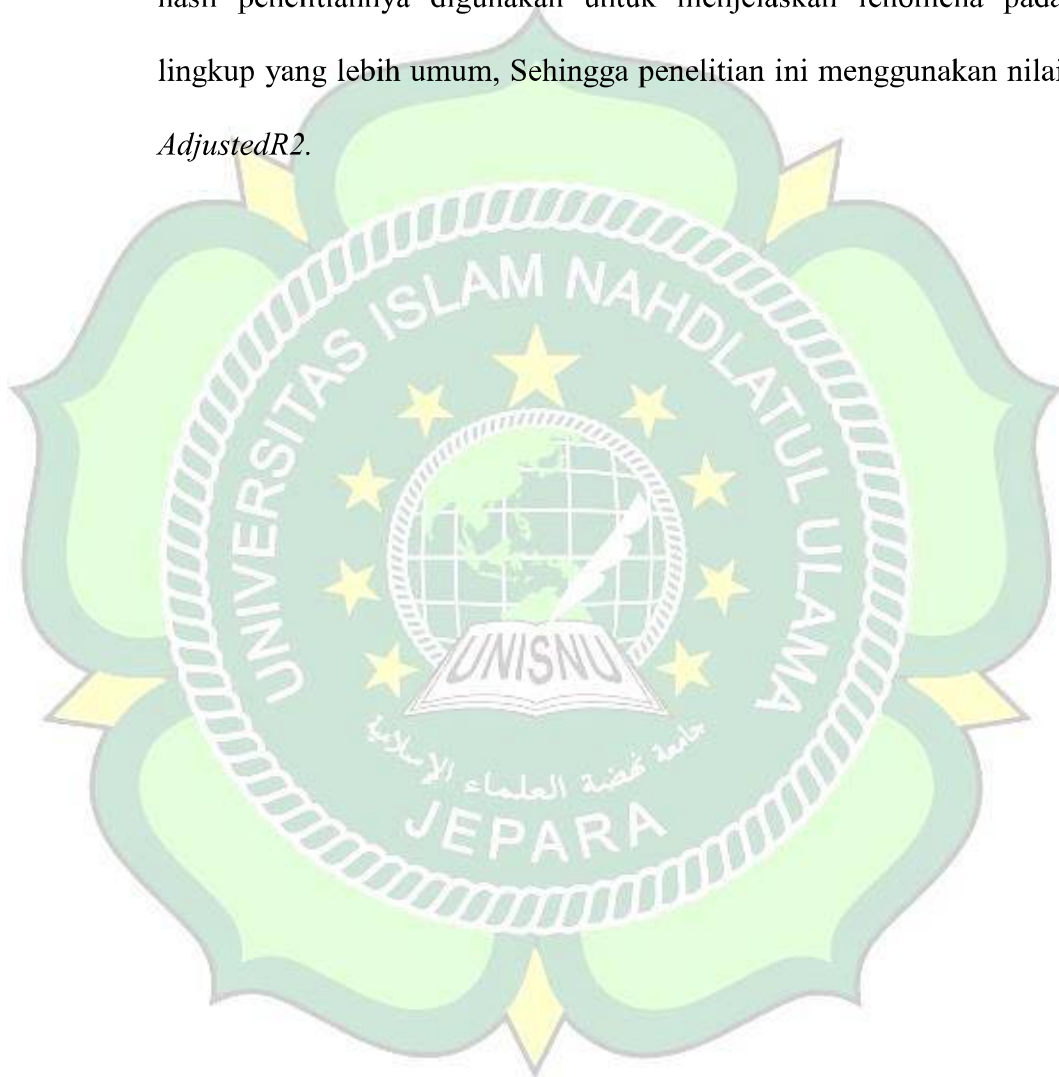 hasil penelitiannya digunakan untuk menjelaskan fenomena pada
lingkup yang lebih umum, Sehingga penelitian ini menggunakan nilai
AdjustedR2.
UNIVERSITAS ISLAM NAHDLATUL ULAMA
UNISNU
جامعة نهضة العلماء الإسلامية
JEPARA